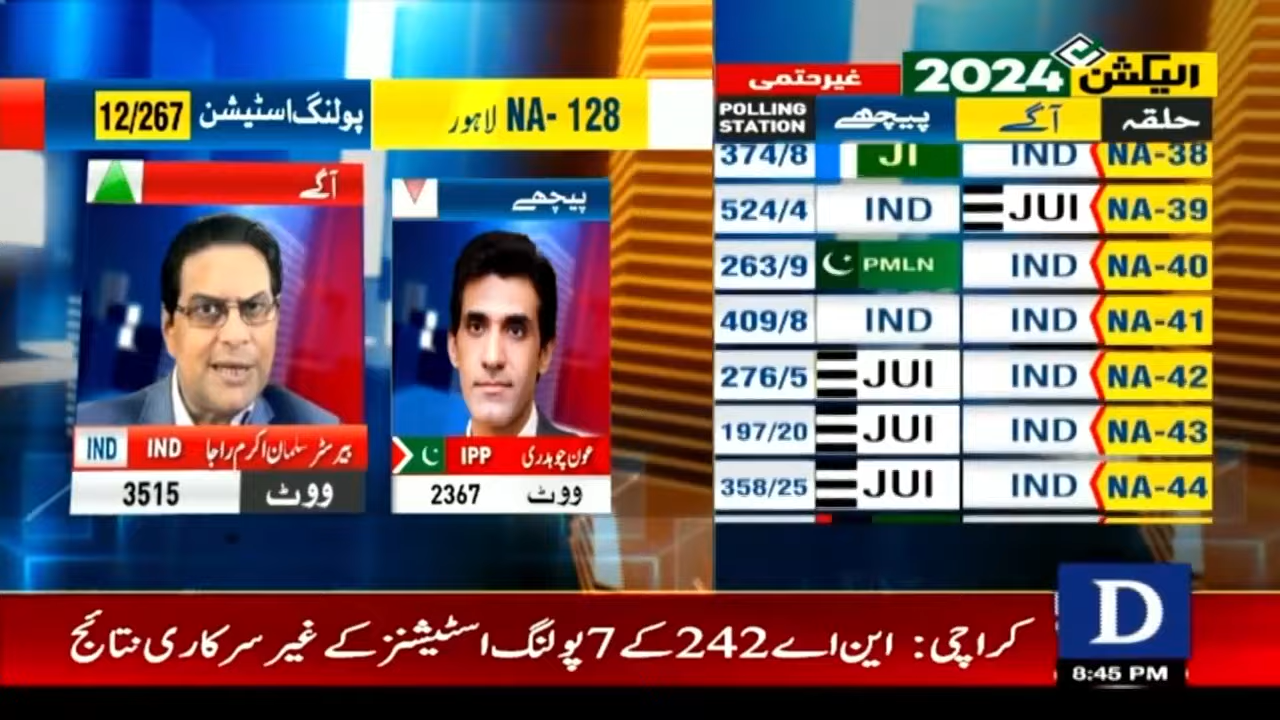 12/267 پولنگ اسٹیشن
NA- 128 لاہور
آگے
پیچھے
IND IND بیرسٹر سلمان اکرم راجا
3515 ووٹ
IPP عون چوہدری
2367 ووٹ
الیکشن 2024
غیرحتمی
حلقہ آگے پیچھے POLLING STATION
NA-38 IND JI 374/8
NA-39 JUI IND 524/4
NA-40 IND PMLN 263/9
NA-41 IND IND 409/8
NA-42 IND JUI 276/5
NA-43 IND JUI 197/20
NA-44 IND JUI 358/25
کراچی: این اے 242 کے 7 پولنگ اسٹیشنز کے غیر سرکاری نتائج
D
8:45 PM